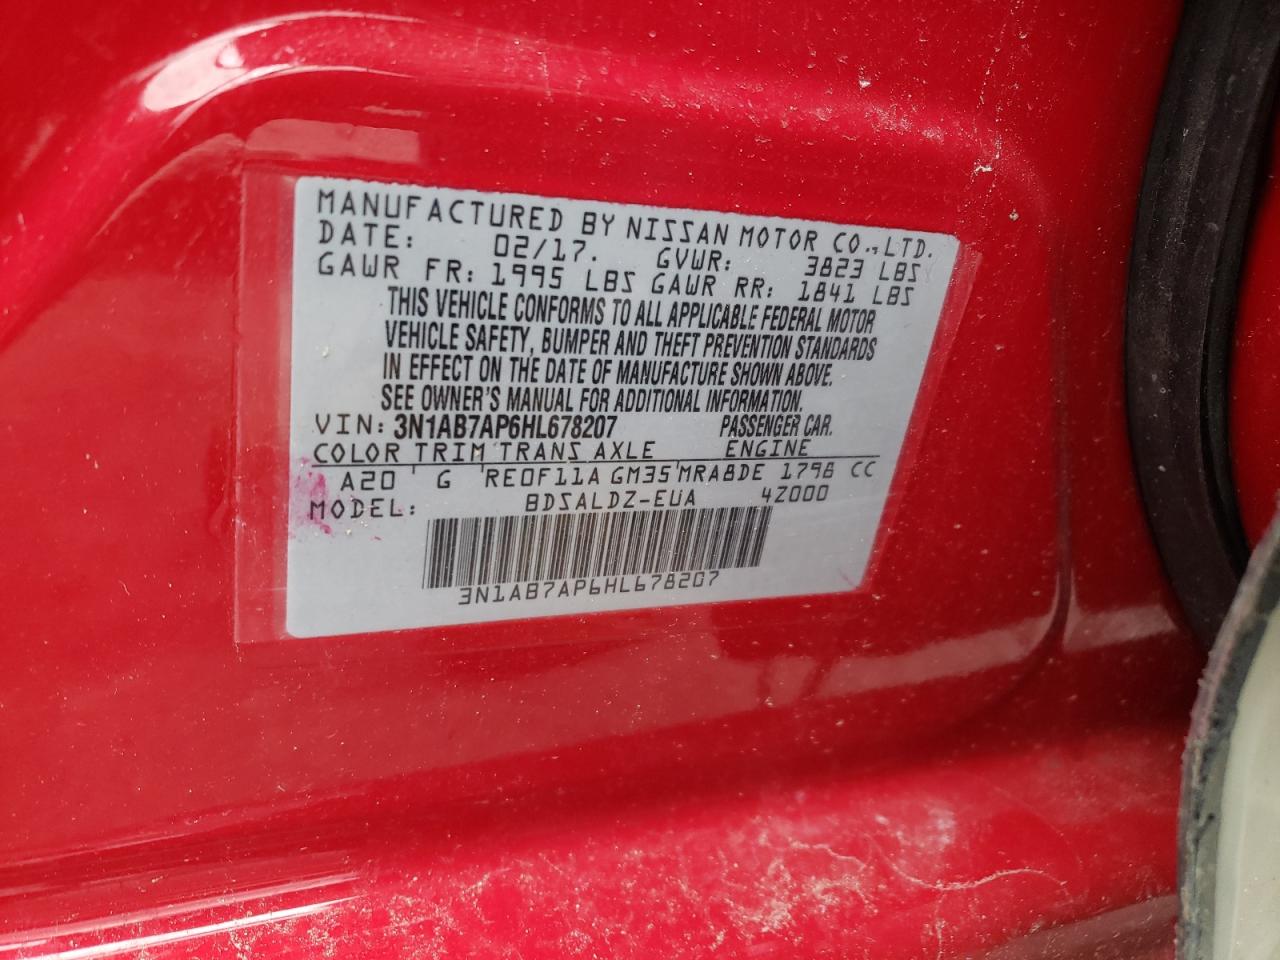 MANUFACTURED BY NISSAN MOTOR CO., LTD.
DATE: 02/17. GVWR: 3823 LBS
GAWR FR: 1995 LBS GAWR RR: 1841 LBS
THIS VEHICLE CONFORMS TO ALL APPLICABLE FEDERAL MOTOR
VEHICLE SAFETY, BUMPER AND THEFT PREVENTION STANDARDS
IN EFFECT ON THE DATE OF MANUFACTURE SHOWN ABOVE.
SEE OWNER'S MANUAL FOR ADDITIONAL INFORMATION.
VIN: 3N1AB7AP6HL678207 PASSENGER CAR.
COLOR TRIM TRANS AXLE ENGINE
A20 G RE0F11A GM35 MRA8DE 1798 CC
MODEL: BDSALDZ-EUA 4Z000
3N1AB7AP6HL678207